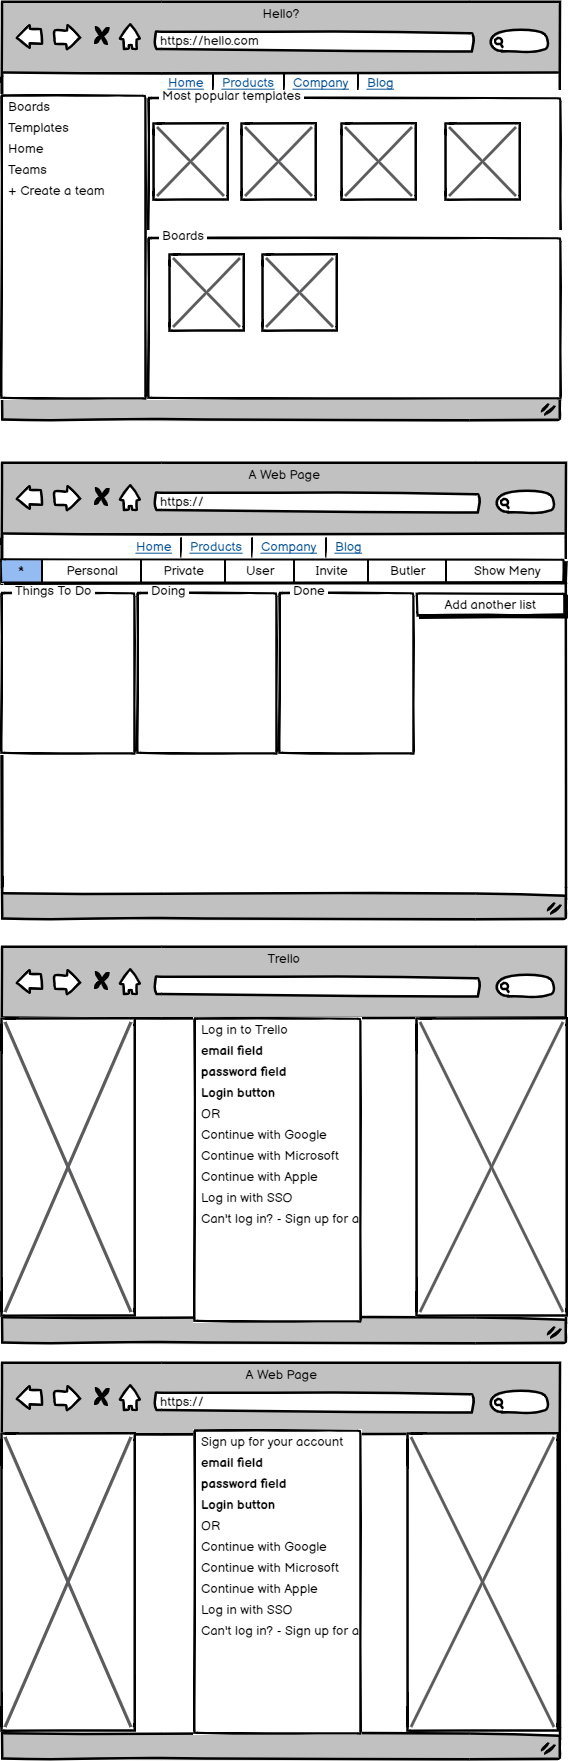 Hello?
https://hello.com
Home Products Company Blog
Most popular templates
Boards
Templates
Home
Teams
+ Create a team
Boards
A Web Page
https://
Home Products Company Blog
* Personal Private User Invite Butler Show Meny
Things To Do Doing Done
Add another list
Trello
Log in to Trello
email field
password field
Login button
OR
Continue with Google
Continue with Microsoft
Continue with Apple
Log in with SSO
Can't log in? - Sign up for a
A Web Page
https://
Sign up for your account
email field
password field
Login button
OR
Continue with Google
Continue with Microsoft
Continue with Apple
Log in with SSO
Can't log in? - Sign up for a